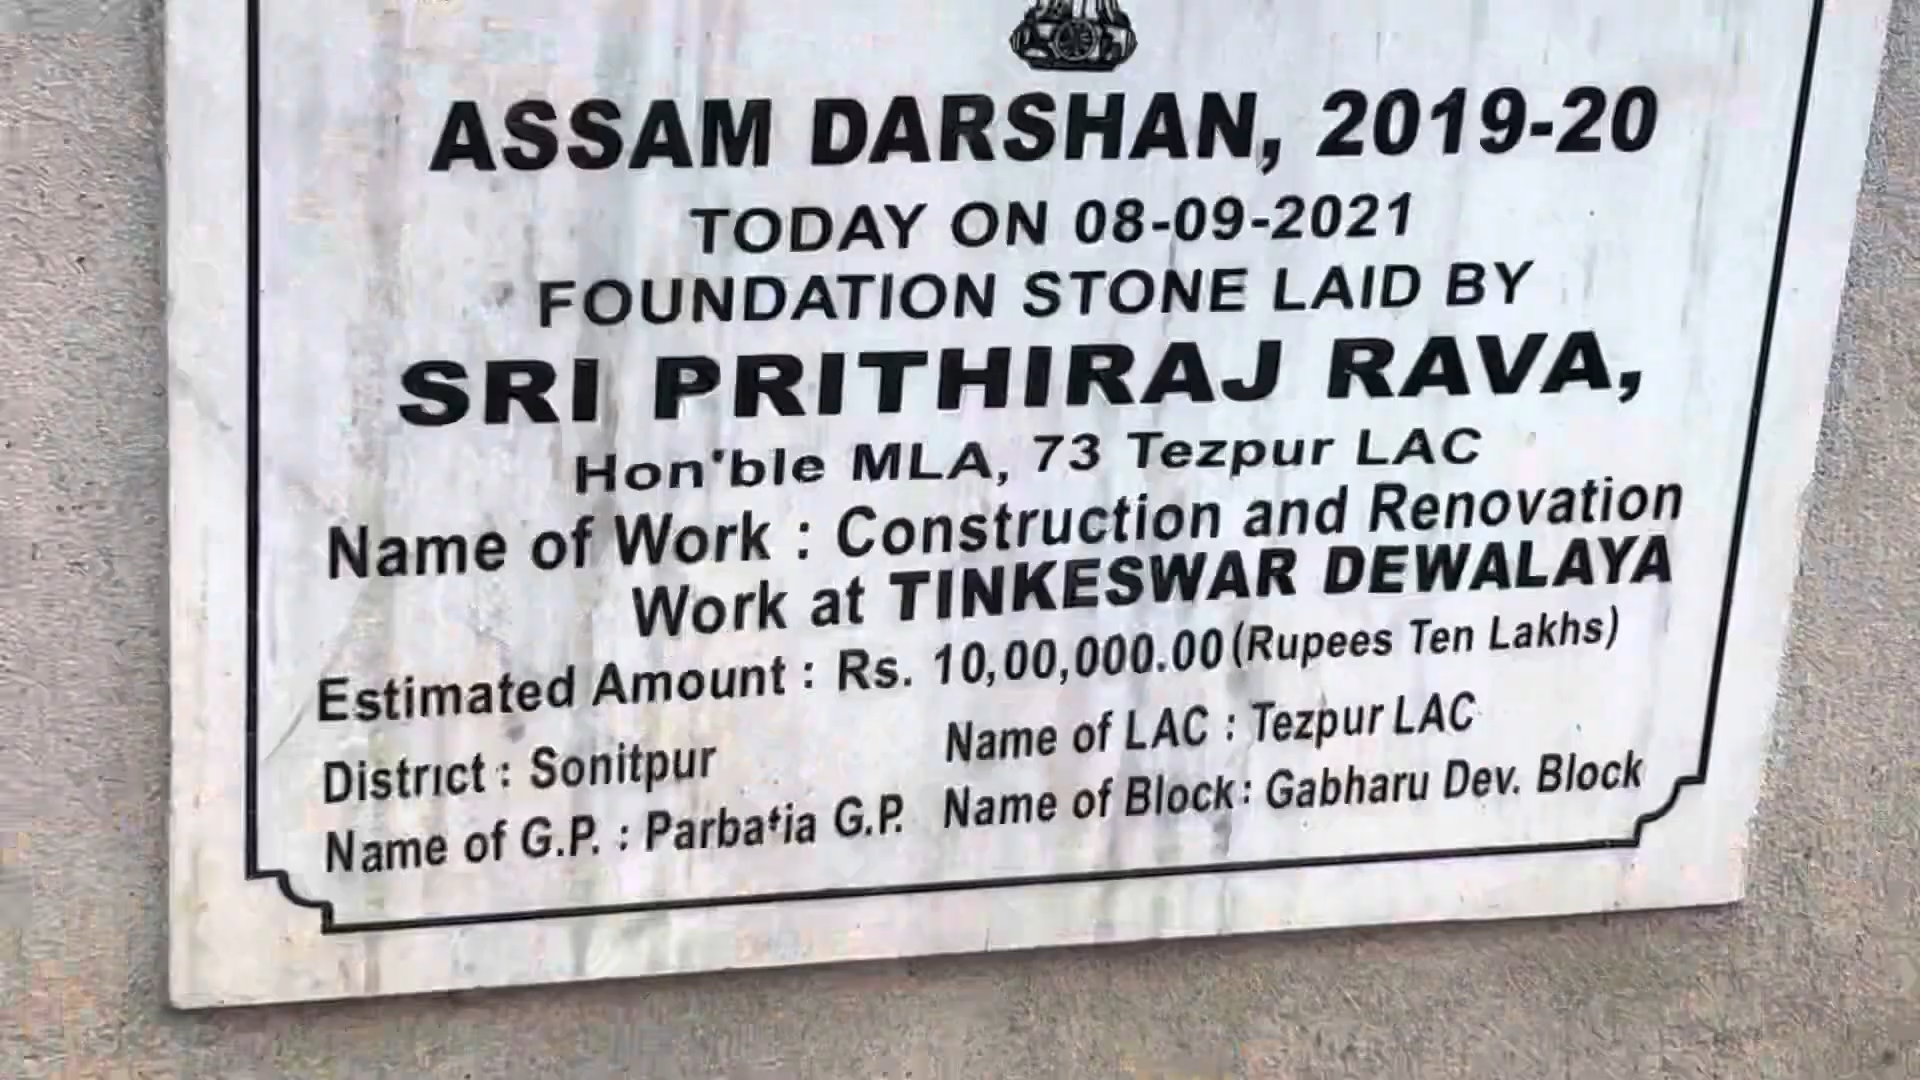 ASSAM DARSHAN, 2019-20
TODAY ON 08-09-2021
FOUNDATION STONE LAID BY
SRI PRITHIRAJ RAVA,
Hon'ble MLA, 73 Tezpur LAC
Name of Work : Construction and Renovation
Work at TINKESWAR DEWALAYA
Estimated Amount : Rs. 10,00,000.00 (Rupees Ten Lakhs)
District : Sonitpur Name of LAC : Tezpur LAC
Name of G.P. : Parbatia G.P. Name of Block : Gabharu Dev. Block